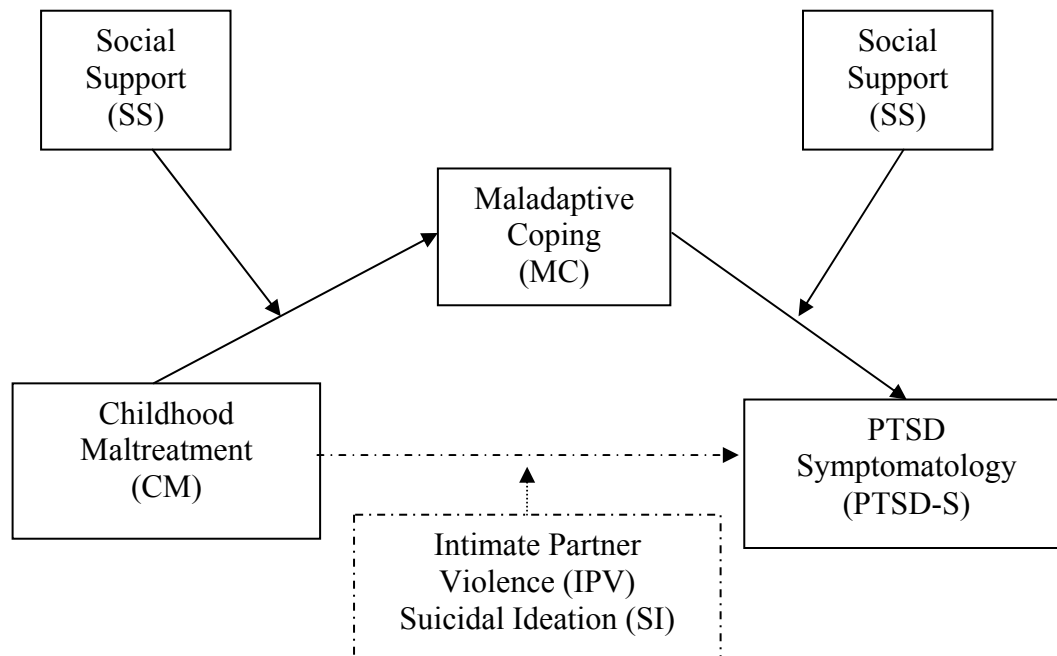 Social
Support
(SS)
Social
Support
(SS)
Maladaptive
Coping
(MC)
Childhood
Maltreatment
(CM)
PTSD
Symptomatology
(PTSD-S)
Intimate Partner
Violence (IPV)
Suicidal Ideation (SI)